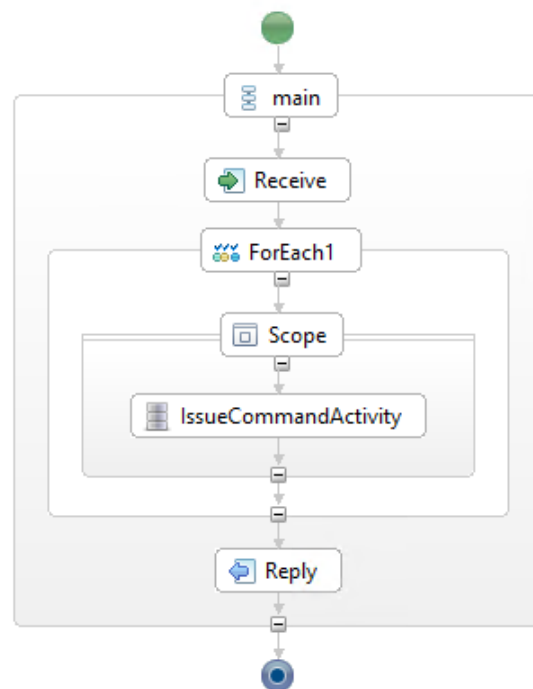 main
Receive
ForEach1
Scope
IssueCommandActivity
Reply